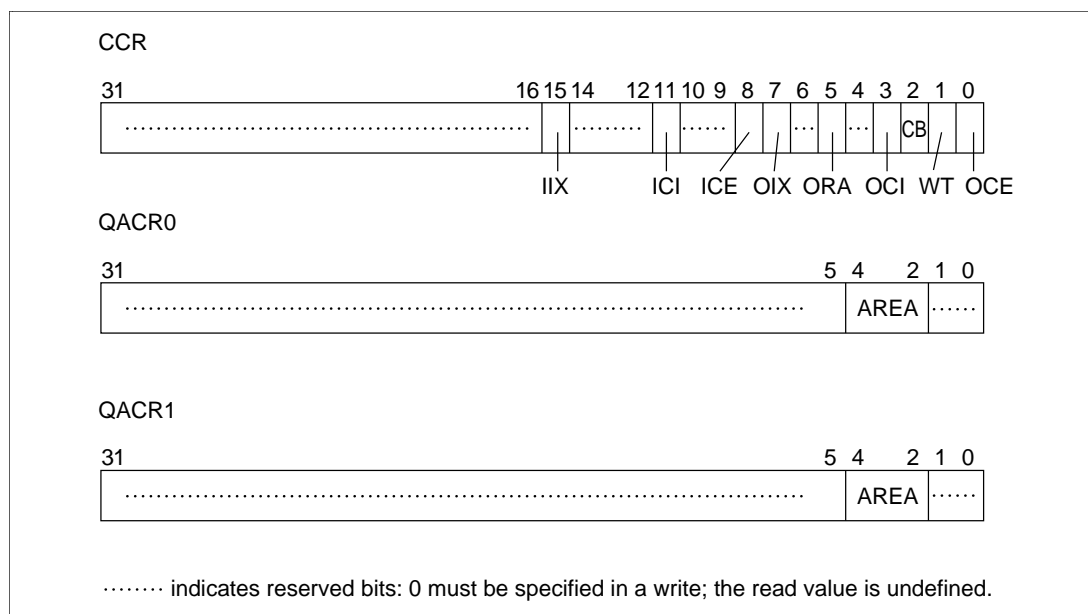 CCR
31 16 15 14 12 11 10 9 8 7 6 5 4 3 2 1 0
CB
IIX ICI ICE OIX ORA OCI WT OCE
QACR0
31 5 4 2 1 0
AREA
QACR1
31 5 4 2 1 0
AREA
········ indicates reserved bits: 0 must be specified in a write; the read value is undefined.